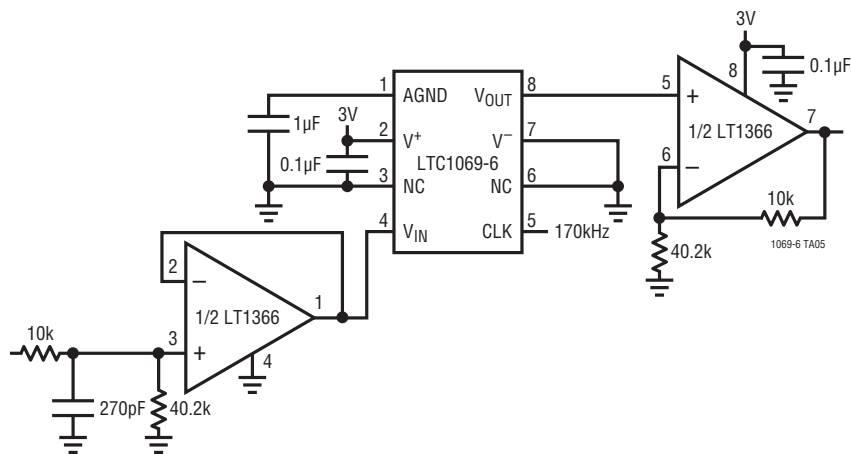 3V
8
0.1µF
1
AGND
VOUT
8
5
+
7
1µF
3V
2
V+
V−
7
1/2 LT1366
0.1µF
LTC1069-6
6
−
3
NC
NC
6
10k
4
VIN
CLK
5
170kHz
40.2k
1069-6 TA05
2
−
1/2 LT1366
1
10k
3
+
4
270pF
40.2k